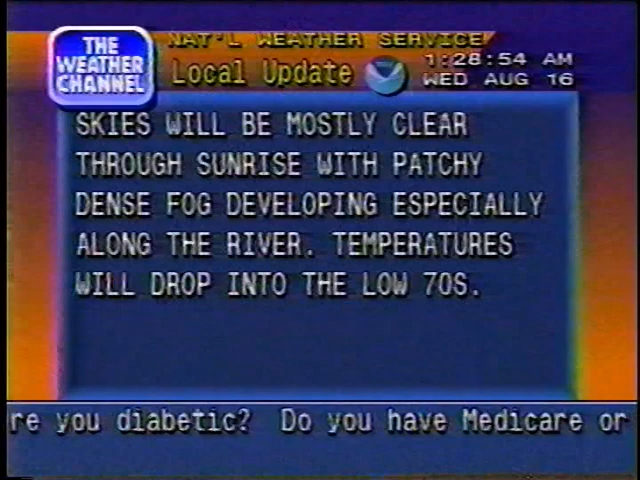 THE
WEATHER
CHANNEL
NAT'L WEATHER SERVICE
Local Update
1:28:54 AM
WED AUG 16
SKIES WILL BE MOSTLY CLEAR
THROUGH SUNRISE WITH PATCHY
DENSE FOG DEVELOPING ESPECIALLY
ALONG THE RIVER. TEMPERATURES
WILL DROP INTO THE LOW 70S.
re you diabetic?  Do you have Medicare or